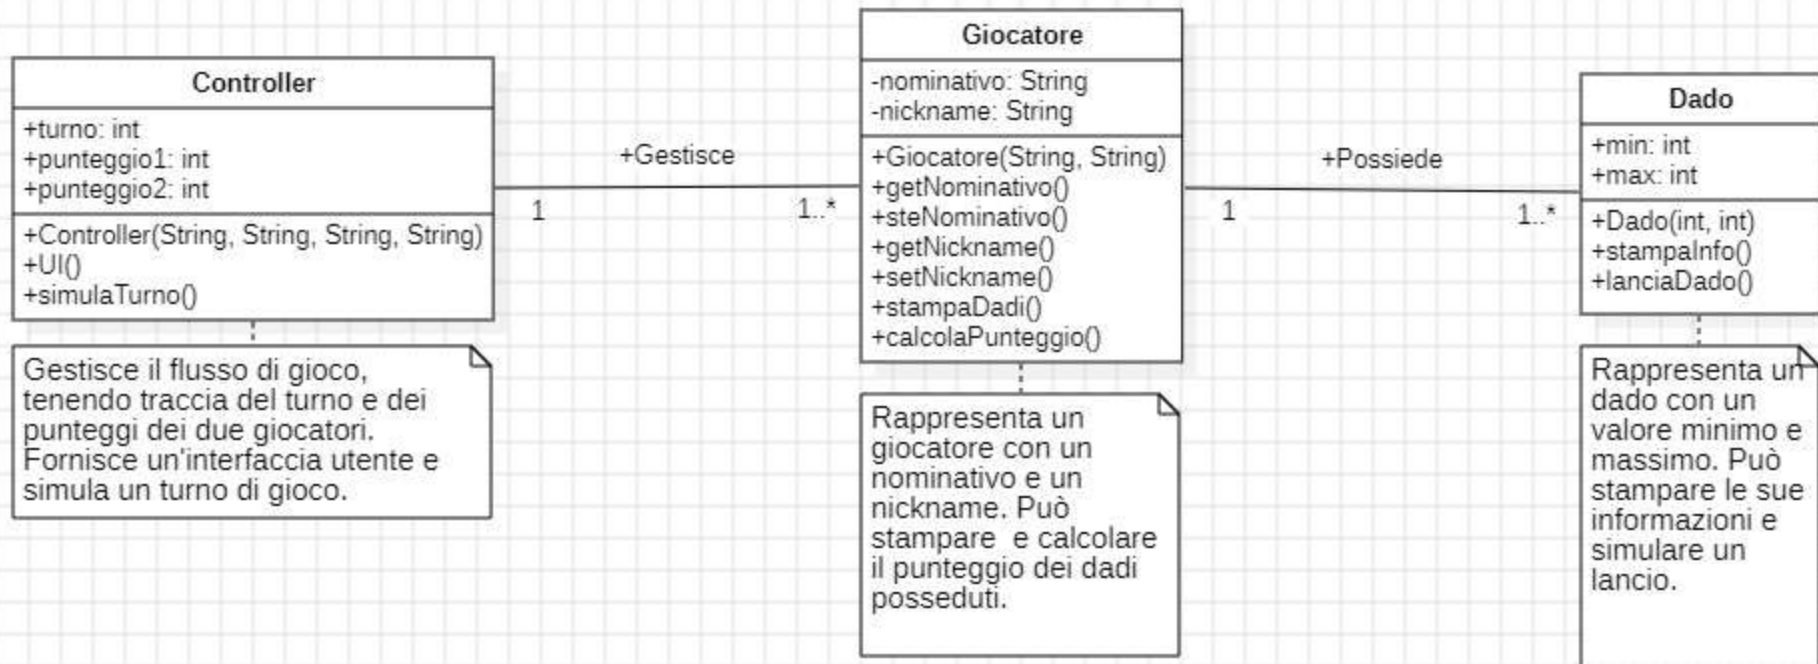 Controller
+turno: int
+punteggio1: int
+punteggio2: int
+Controller(String, String, String, String)
+UI()
+simulaTurno()
Gestisce il flusso di gioco,
tenendo traccia del turno e dei
punteggi dei due giocatori.
Fornisce un'interfaccia utente e
simula un turno di gioco.
+Gestisce
1
1..*
Giocatore
-nominativo: String
-nickname: String
+Giocatore(String, String)
+getNominativo()
+steNominativo()
+getNickname()
+setNickname()
+stampaDadi()
+calcolaPunteggio()
Rappresenta un
giocatore con un
nominativo e un
nickname. Può
stampare  e calcolare
il punteggio dei dadi
posseduti.
+Possiede
1
1..*
Dado
+min: int
+max: int
+Dado(int, int)
+stampaInfo()
+lanciaDado()
Rappresenta un
dado con un
valore minimo e
massimo. Può
stampare le sue
informazioni e
simulare un
lancio.